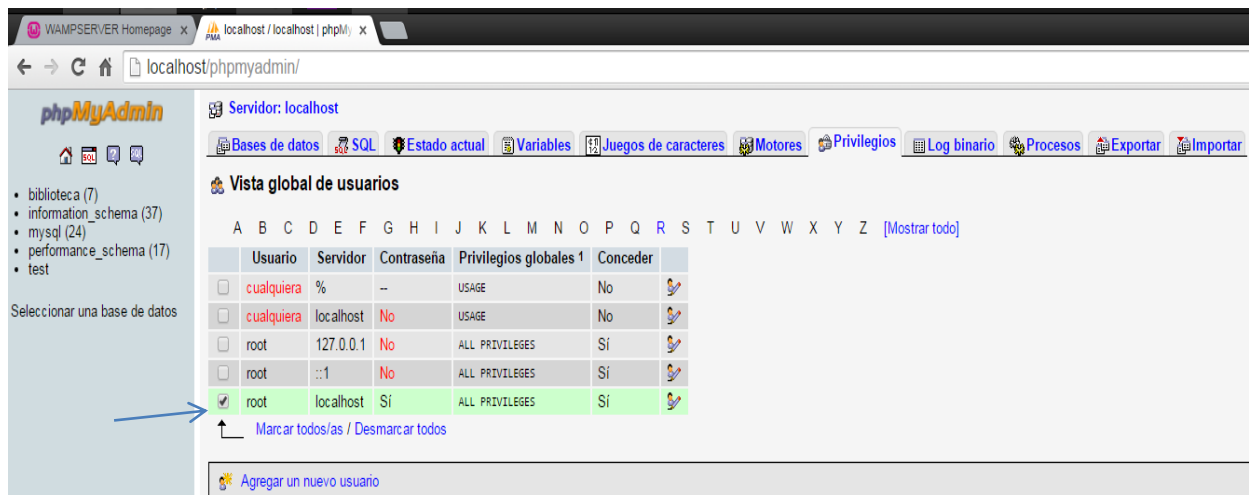 WAMPSERVER Homepage x
localhost / localhost | phpMy x
localhost/phpmyadmin/
phpMyAdmin
SQL
biblioteca (7)
information_schema (37)
mysql (24)
performance_schema (17)
test
Seleccionar una base de datos
Servidor: localhost
Bases de datos SQL Estado actual Variables Juegos de caracteres Motores Privilegios Log binario Procesos Exportar Importar
Vista global de usuarios
A B C D E F G H I J K L M N O P Q R S T U V W X Y Z [Mostrar todo]
Usuario Servidor Contraseña Privilegios globales 1 Conceder
cualquiera % -- USAGE No
cualquiera localhost No USAGE No
root 127.0.0.1 No ALL PRIVILEGES Sí
root ::1 No ALL PRIVILEGES Sí
root localhost Sí ALL PRIVILEGES Sí
Marcar todos/as / Desmarcar todos
Agregar un nuevo usuario